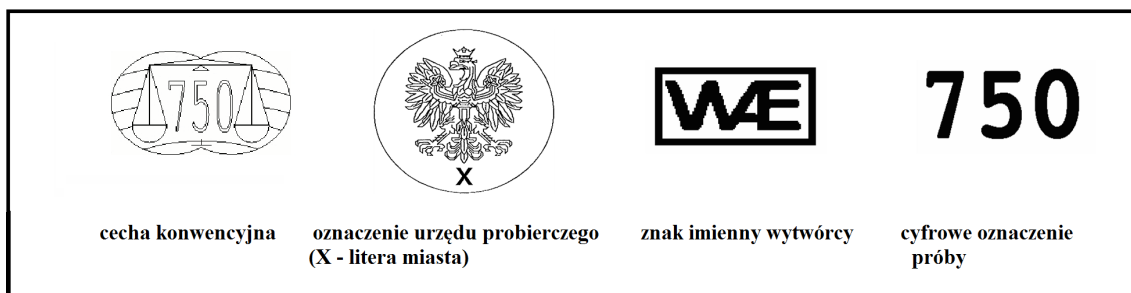 750
X
WAE
750
cecha konwencyjna
oznaczenie urzędu probierczego
(X - litera miasta)
znak imienny wytwórcy
cyfrowe oznaczenie
próby